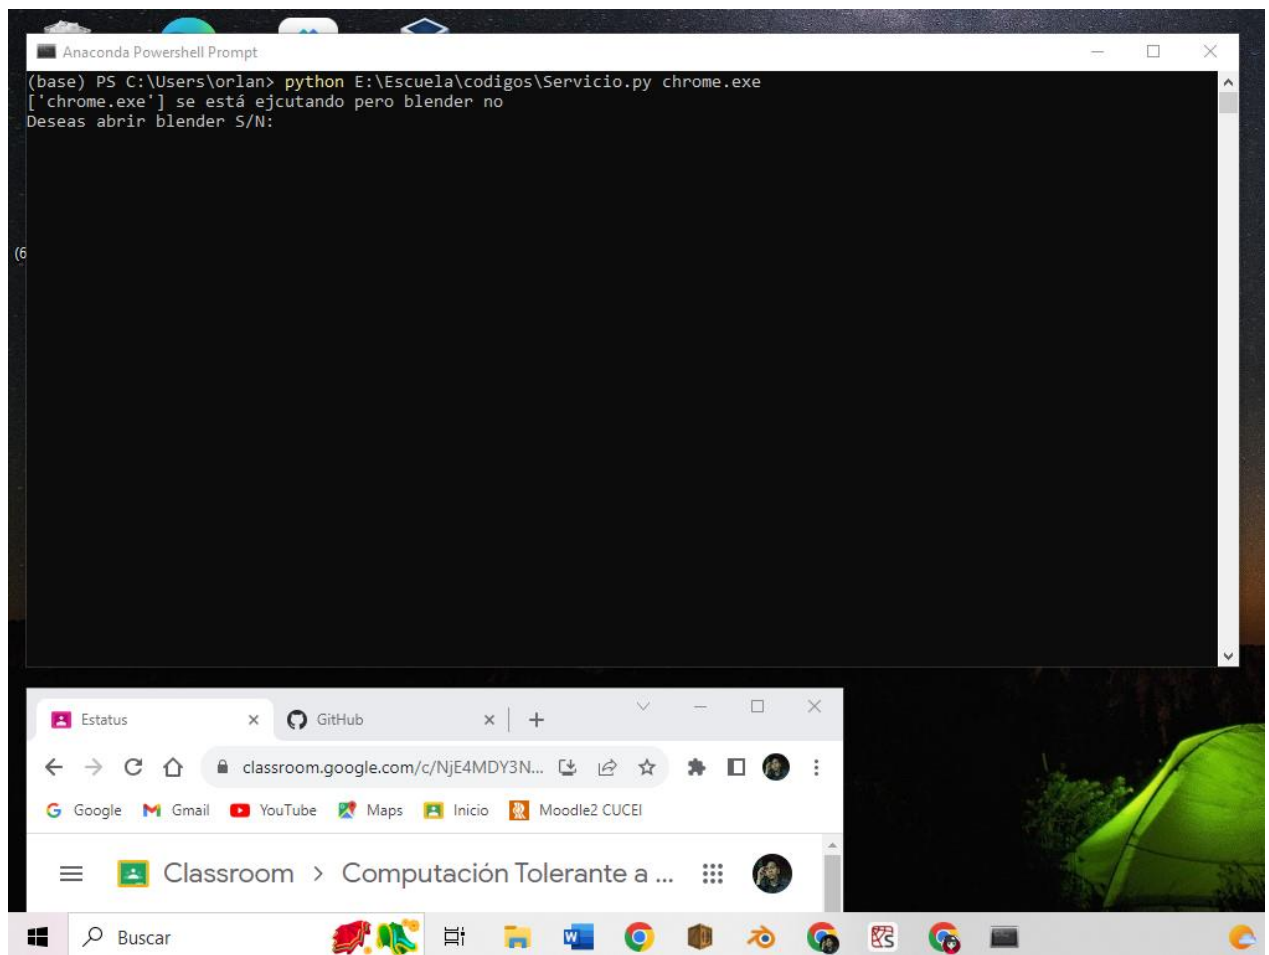 Anaconda Powershell Prompt
(base) PS C:\Users\orlan> python E:\Escuela\codigos\Servicio.py chrome.exe
['chrome.exe'] se está ejcutando pero blender no
Deseas abrir blender S/N:
(6
Estatus GitHub
classroom.google.com/c/NjE4MDY3N...
Google Gmail YouTube Maps Inicio Moodle2 CUCEI
Classroom > Computación Tolerante a ...
Buscar